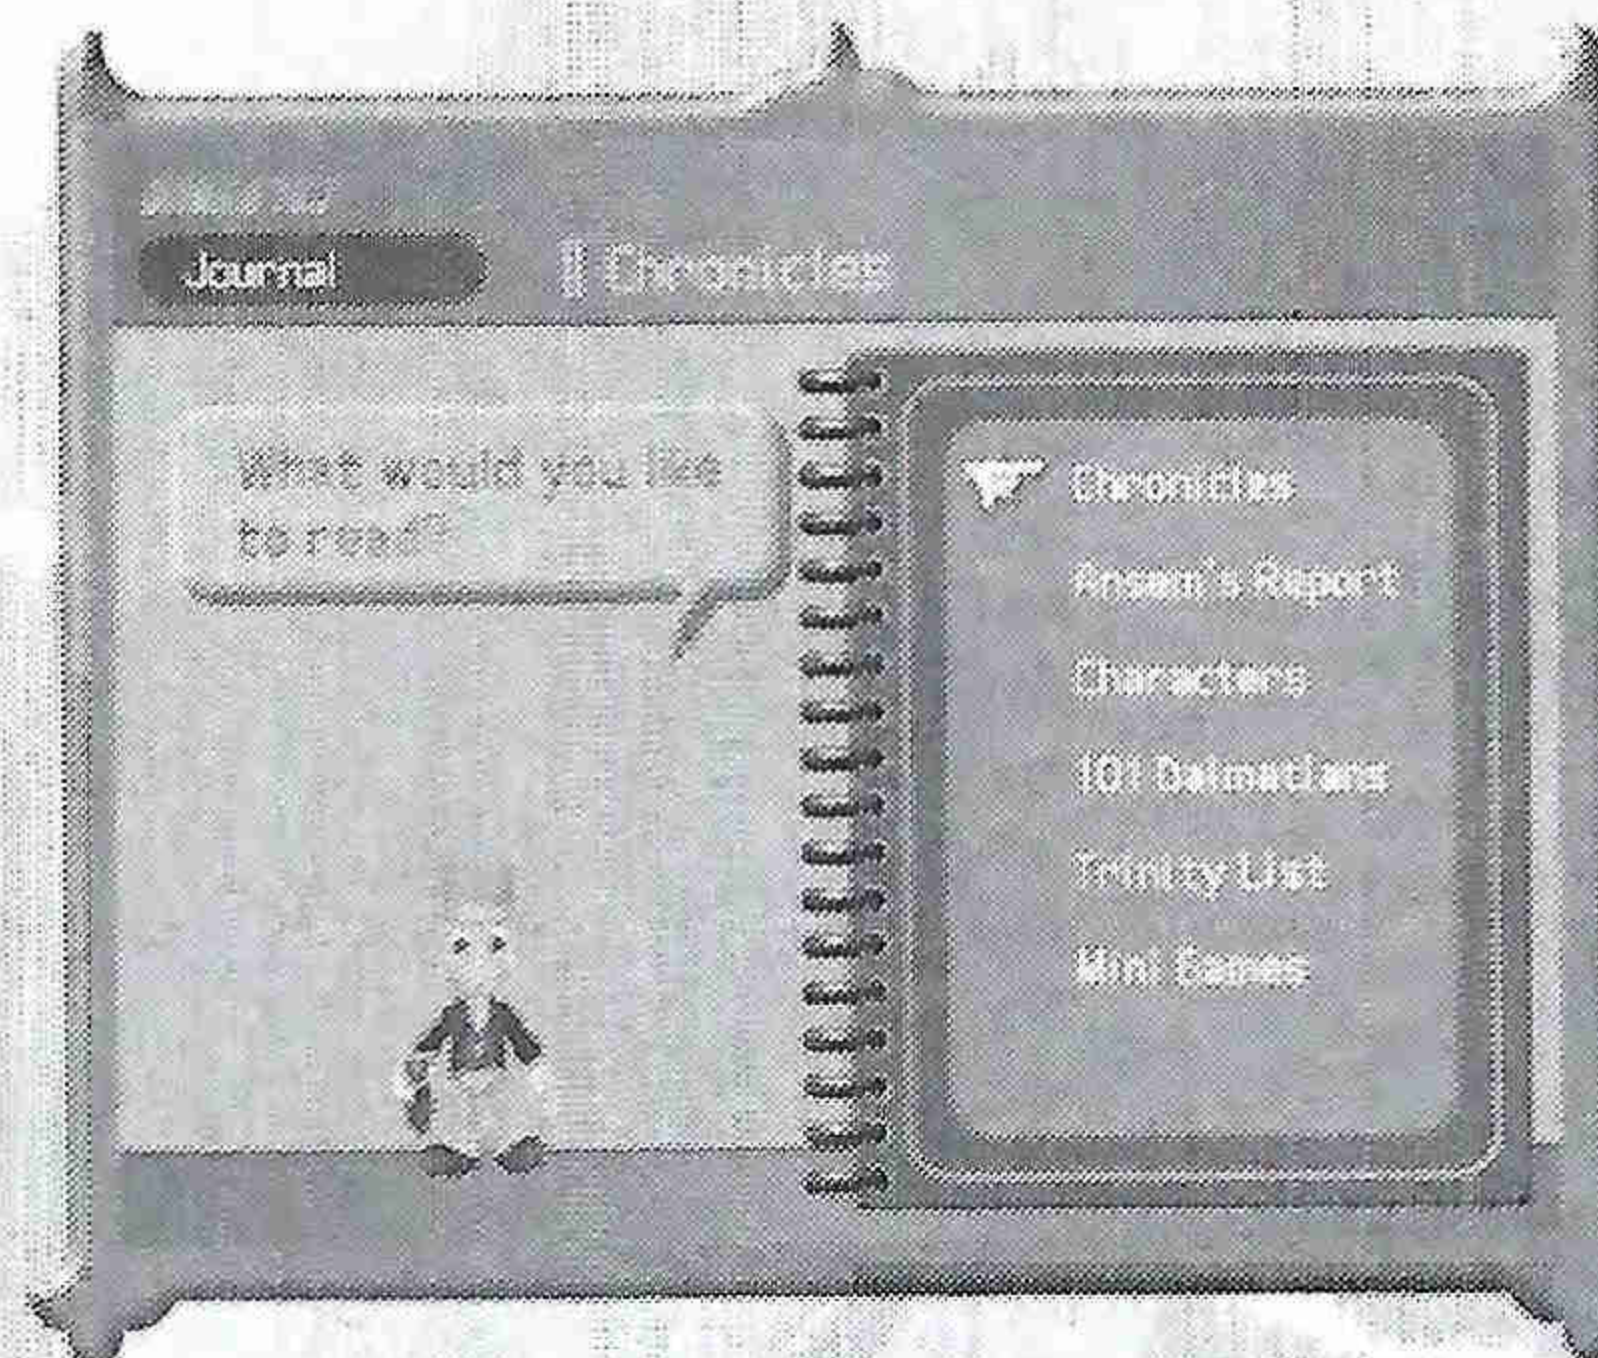 Journal
|| Chronicles
What would you like
to read?
Chronicles
Ansem's Report
Characters
101 Dalmatians
Trinity List
Mini Games